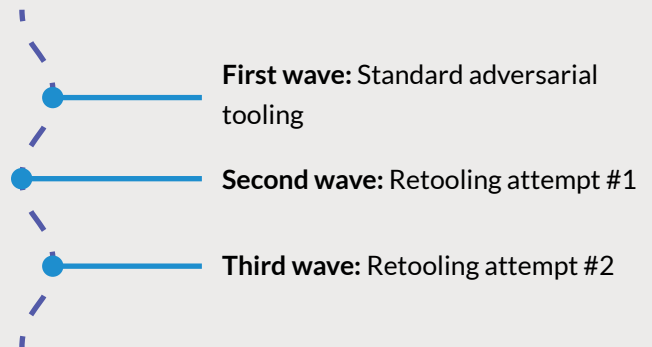 First wave: Standard adversarial
tooling
Second wave: Retooling attempt #1
Third wave: Retooling attempt #2